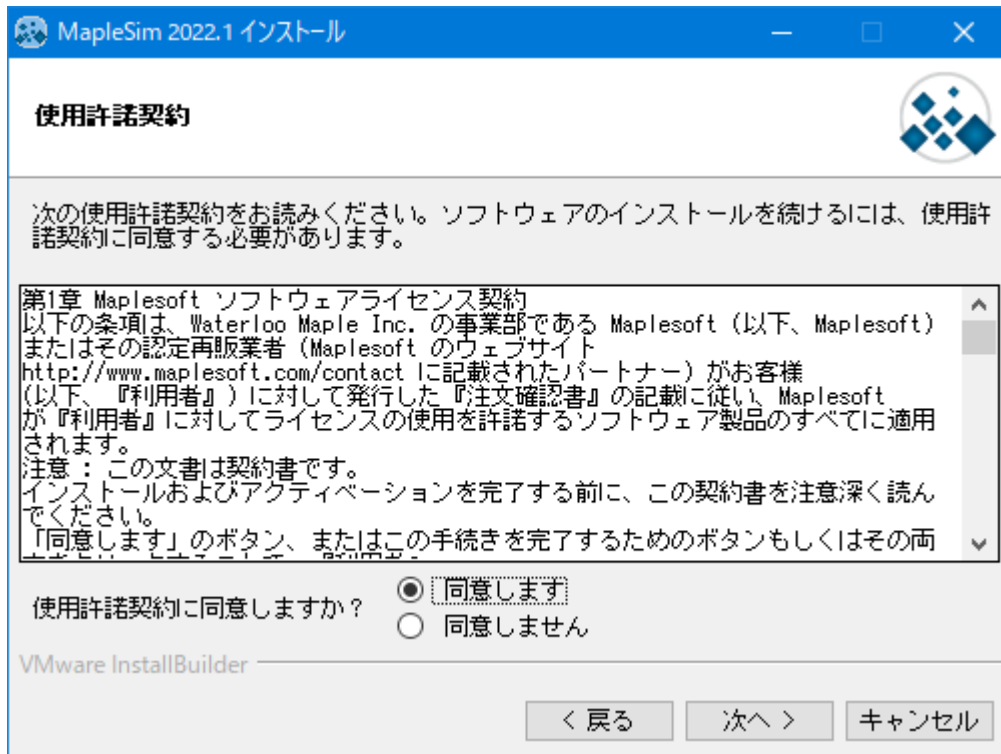 MapleSim 2022.1 インストール
使用許諾契約
次の使用許諾契約をお読みください。ソフトウェアのインストールを続けるには、使用許
諾契約に同意する必要があります。
第1章 Maplesoft ソフトウェアライセンス契約
以下の条項は、Waterloo Maple Inc. の事業部である Maplesoft (以下、Maplesoft)
またはその認定再販業者 (Maplesoft のウェブサイト
http://www.maplesoft.com/contact に記載されたパートナー) がお客様
(以下、『利用者』) に対して発行した『注文確認書』の記載に従い、Maplesoft
が『利用者』に対してライセンスの使用を許諾するソフトウェア製品のすべてに適用
されます。
注意 : この文書は契約書です。
インストールおよびアクティベーションを完了する前に、この契約書を注意深く読ん
でください。
「同意します」のボタン、またはこの手続きを完了するためのボタンもしくはその両
使用許諾契約に同意しますか？
同意します
同意しません
VMware InstallBuilder
< 戻る
次へ >
キャンセル